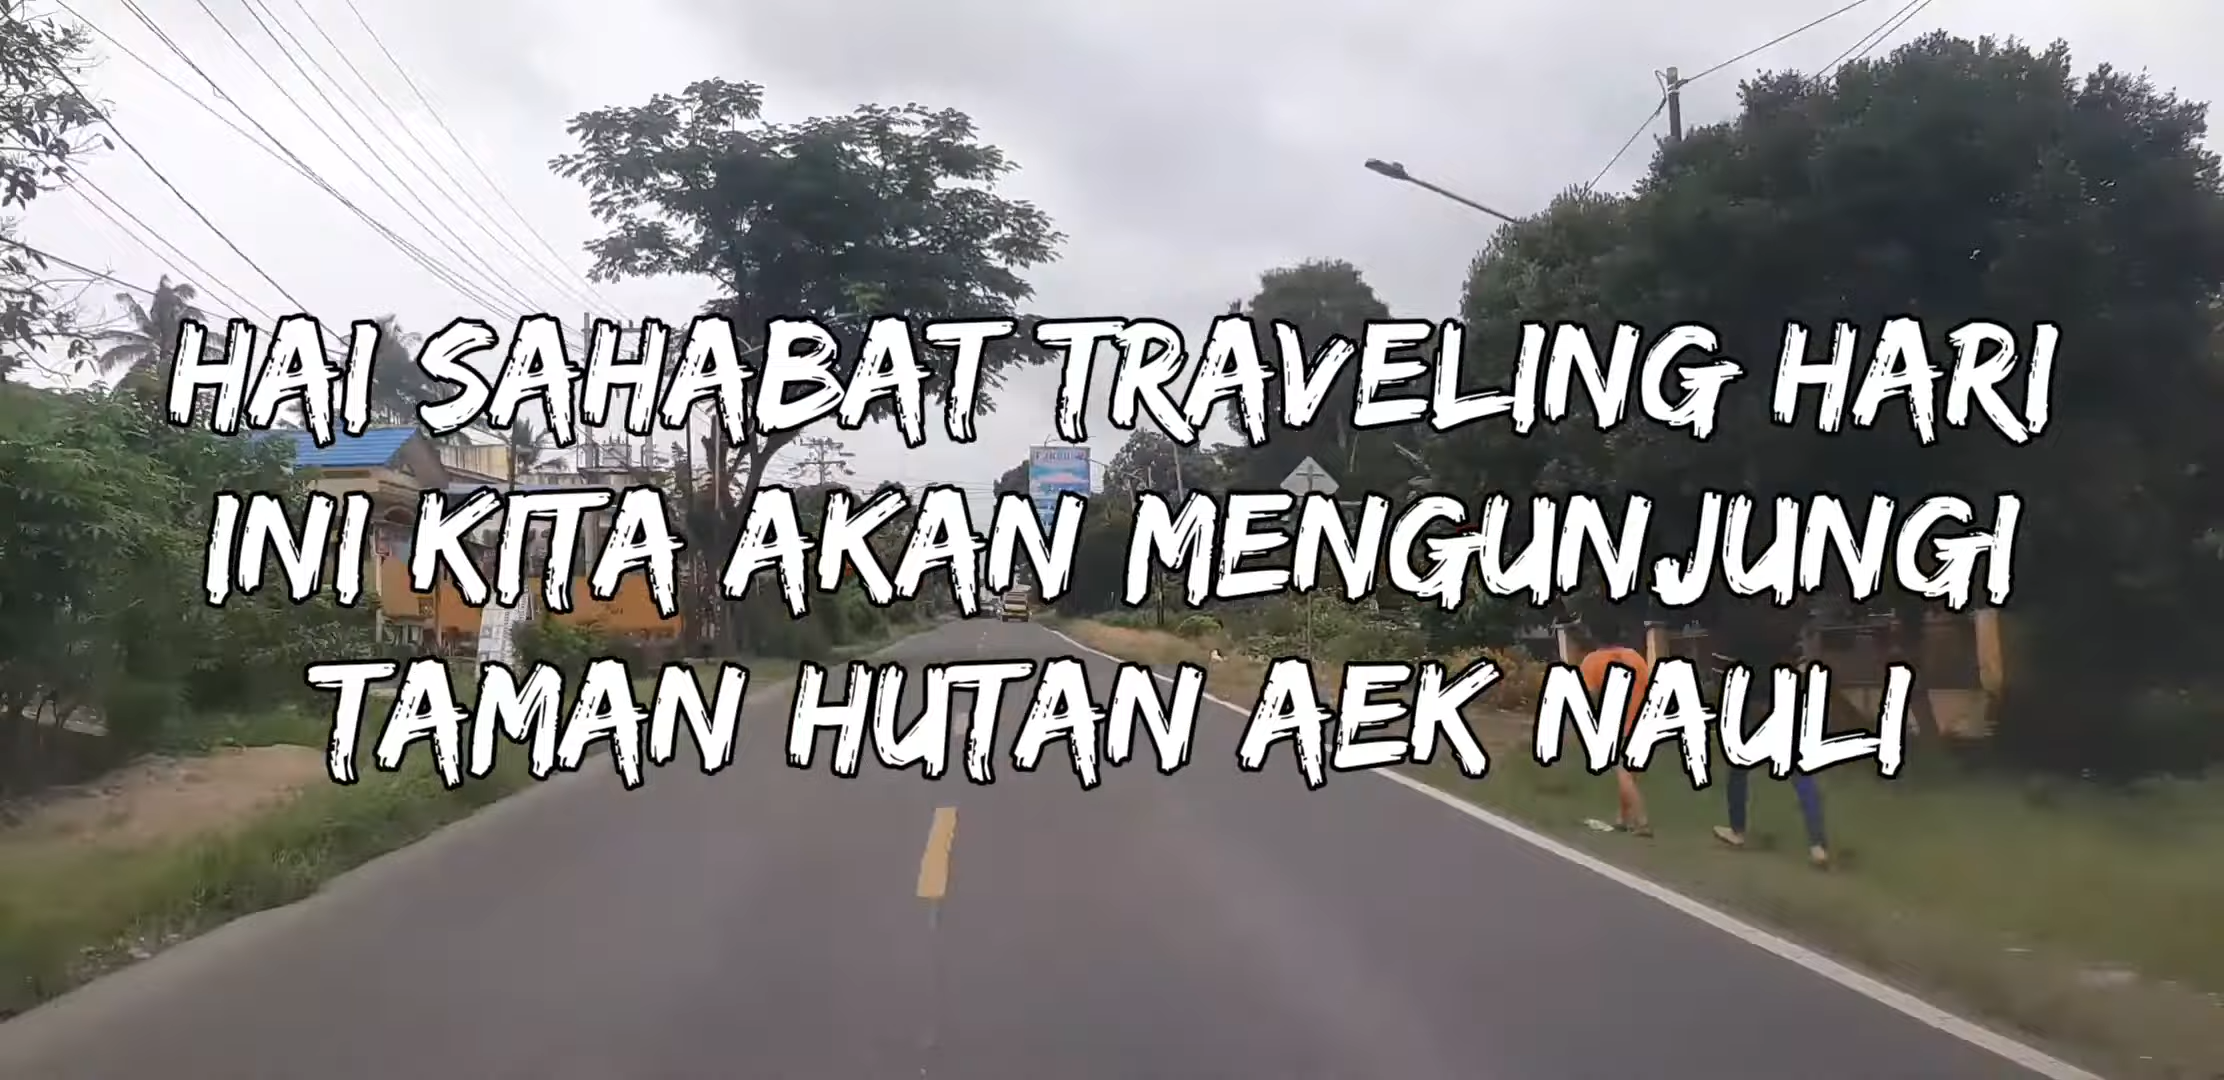 HAI SAHABAT TRAVELING HARI
INI KITA AKAN MENGUNJUNGI
TAMAN HUTAN AEK NAULI